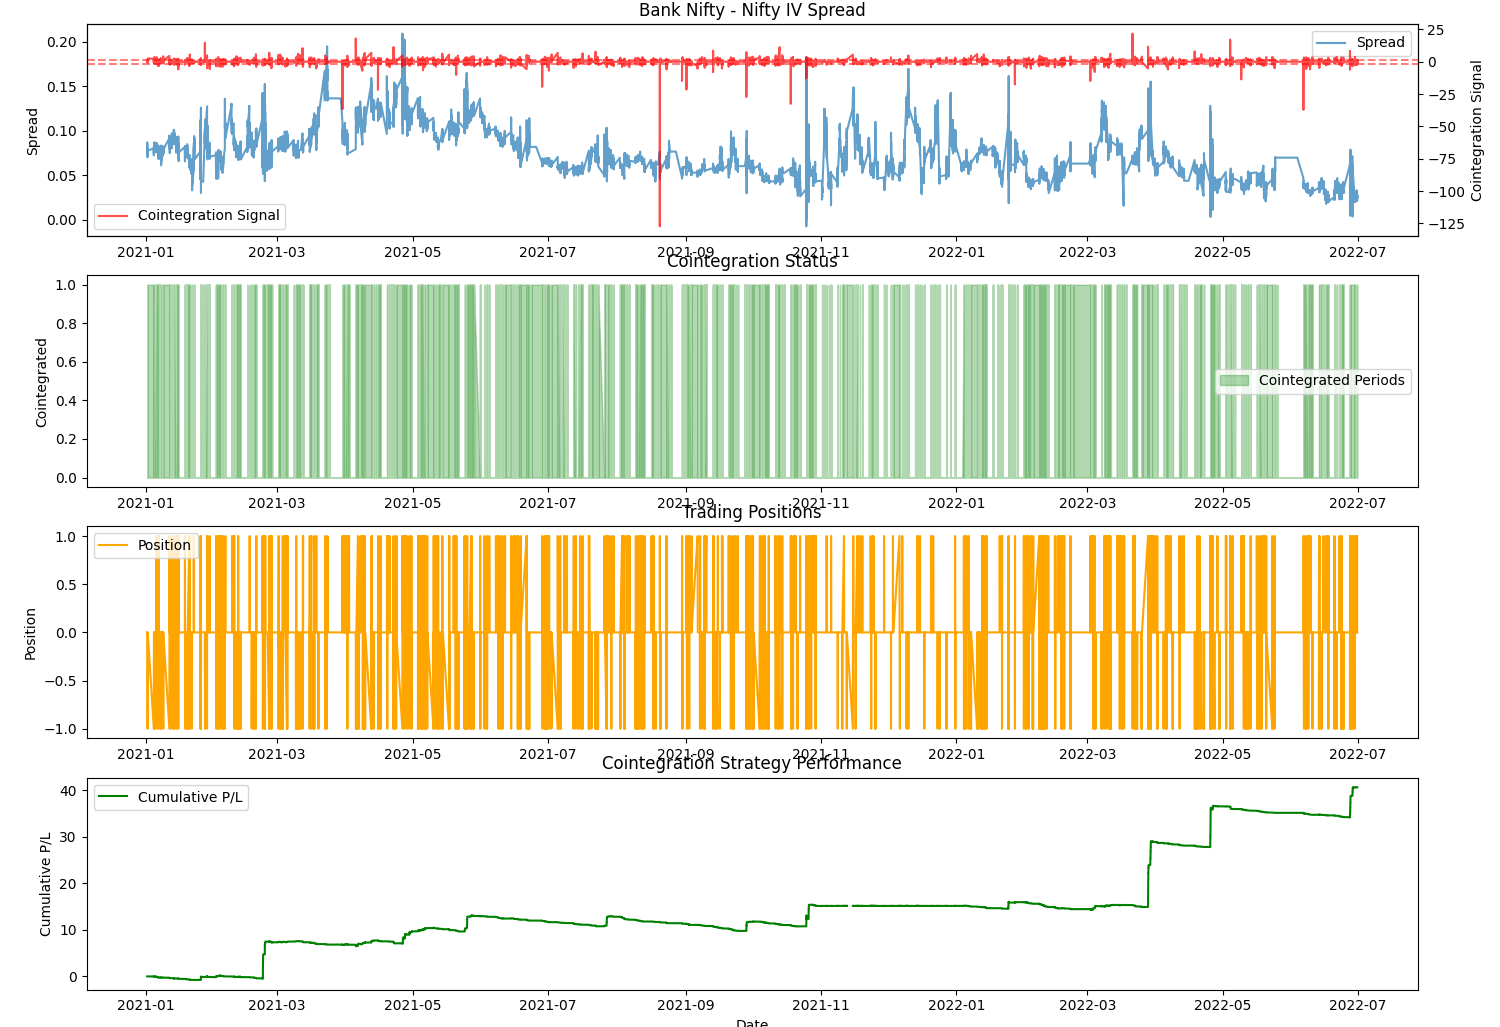 Bank Nifty - Nifty IV Spread
Spread
0.20
0.15
0.10
0.05
0.00
Spread
Cointegration Signal
25
0
−25
−50
−75
−100
−125
Cointegration Signal
2021-01 2021-03 2021-05 2021-07 2021-09 2021-11 2022-01 2022-03 2022-05 2022-07
Cointegration Status
Cointegrated
1.0
0.8
0.6
0.4
0.2
0.0
Cointegrated Periods
2021-01 2021-03 2021-05 2021-07 2021-09 2021-11 2022-01 2022-03 2022-05 2022-07
Trading Positions
Position
1.0
0.5
0.0
−0.5
−1.0
Position
2021-01 2021-03 2021-05 2021-07 2021-09 2021-11 2022-01 2022-03 2022-05 2022-07
Cointegration Strategy Performance
Cumulative P/L
40
30
20
10
0
Cumulative P/L
2021-01 2021-03 2021-05 2021-07 2021-09 2021-11 2022-01 2022-03 2022-05 2022-07
Date